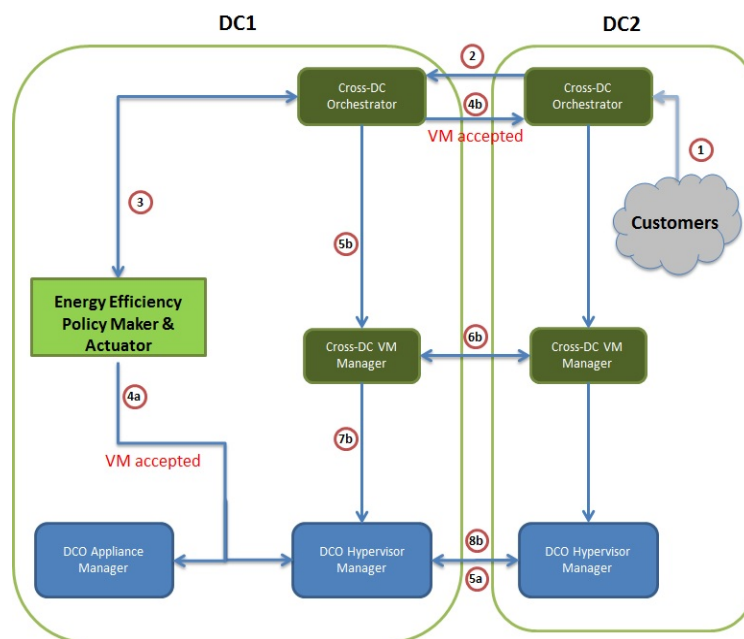 DC1
DC2
2
Cross-DC
Orchestrator
Cross-DC
Orchestrator
4b
VM accepted
1
Customers
3
5b
Energy Efficiency
Policy Maker &
Actuator
Cross-DC VM
Manager
6b
Cross-DC VM
Manager
4a
7b
VM accepted
DCO Appliance
Manager
DCO Hypervisor
Manager
8b
5a
DCO Hypervisor
Manager